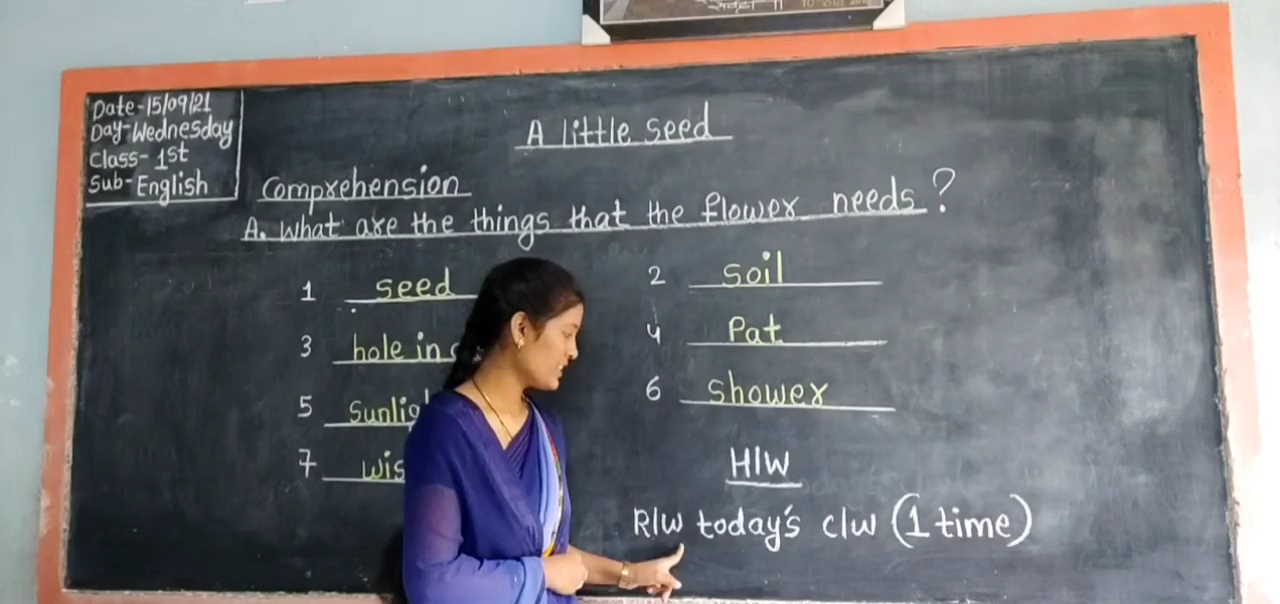 Date-15/09/21
Day-Wednesday
Class-1st
Sub-English
A little seed
Comprehension
A. What are the things that the flower needs?
1 seed
2 Soil
3 hole in
4 Pat
5 Sunlig
6 Shower
7 wis
H/W
R/W today's c/w (1 time)